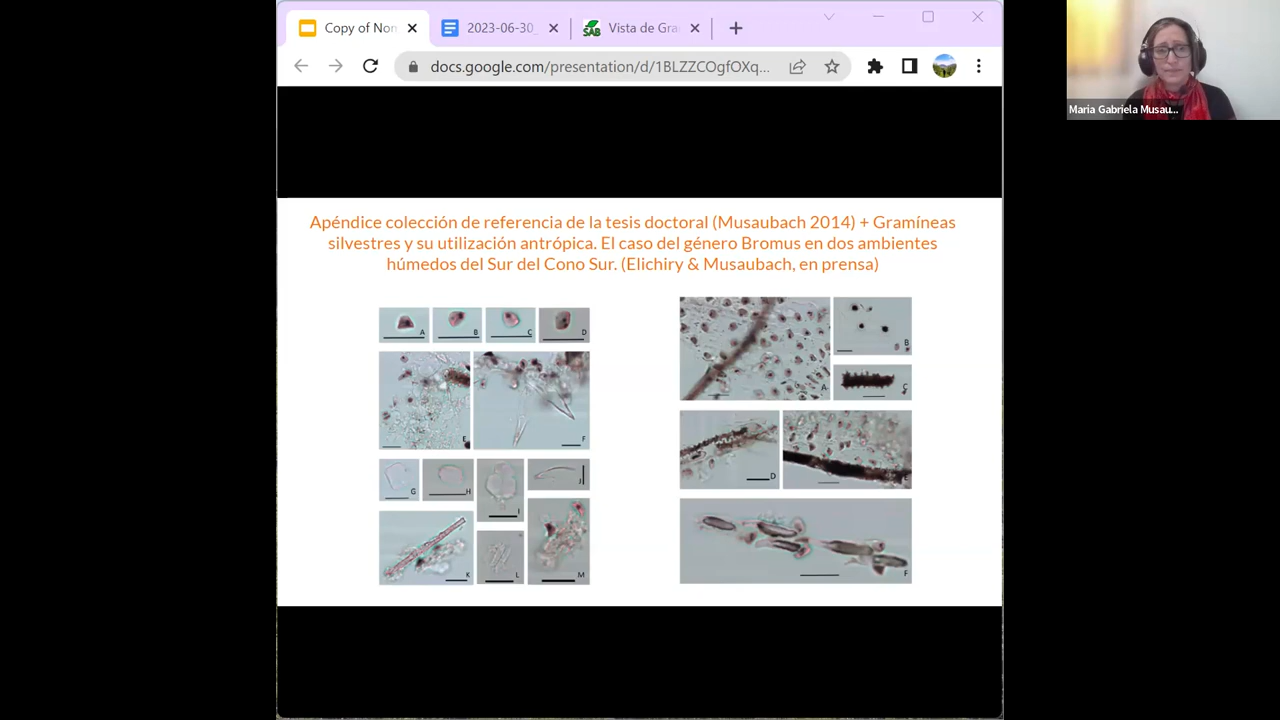 Copy of Non
2023-06-30_
SAB
Vista de Gra
docs.google.com/presentation/d/1BLZZCOgfOXq...
Maria Gabriela Musau...
Apéndice colección de referencia de la tesis doctoral (Musaubach 2014) + Gramíneas
silvestres y su utilización antrópica. El caso del género Bromus en dos ambientes
húmedos del Sur del Cono Sur. (Elichiry & Musaubach, en prensa)
A
B
C
D
E
F
G
H
I
J
K
L
M
A
B
C
D
E
F